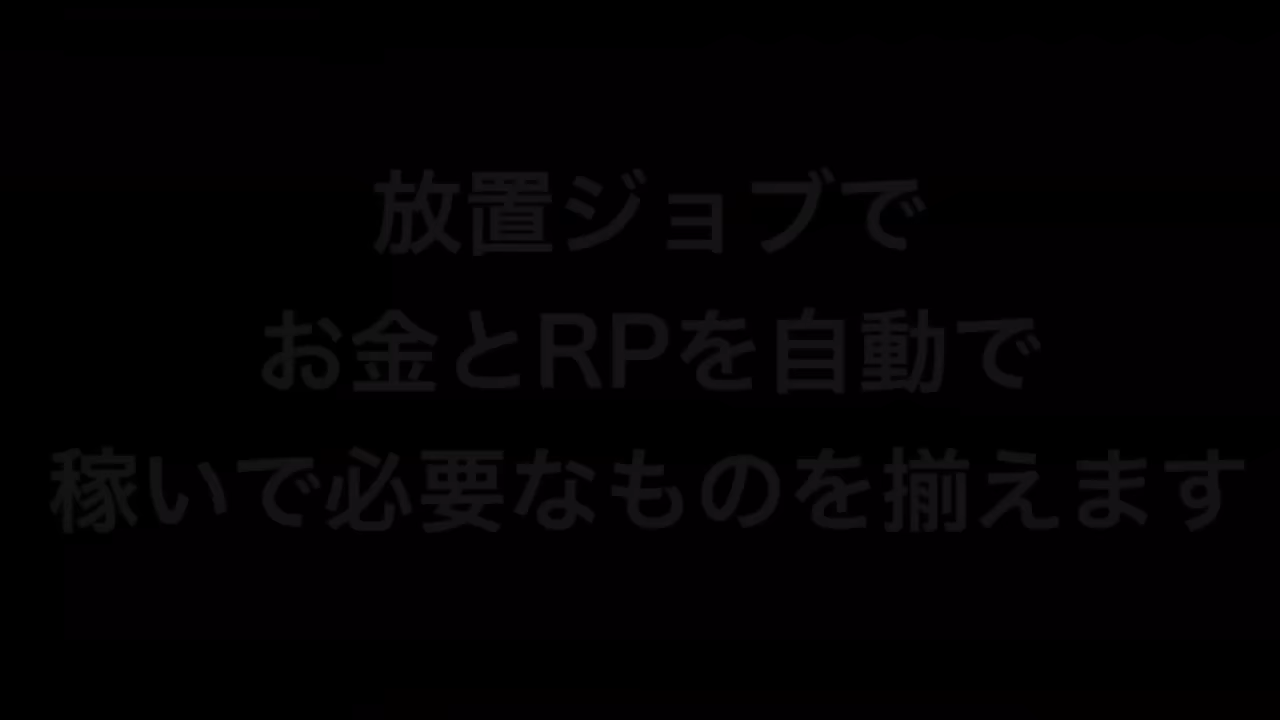 放置ジョブで
お金とRPを自動で
稼いで必要なものを揃えます